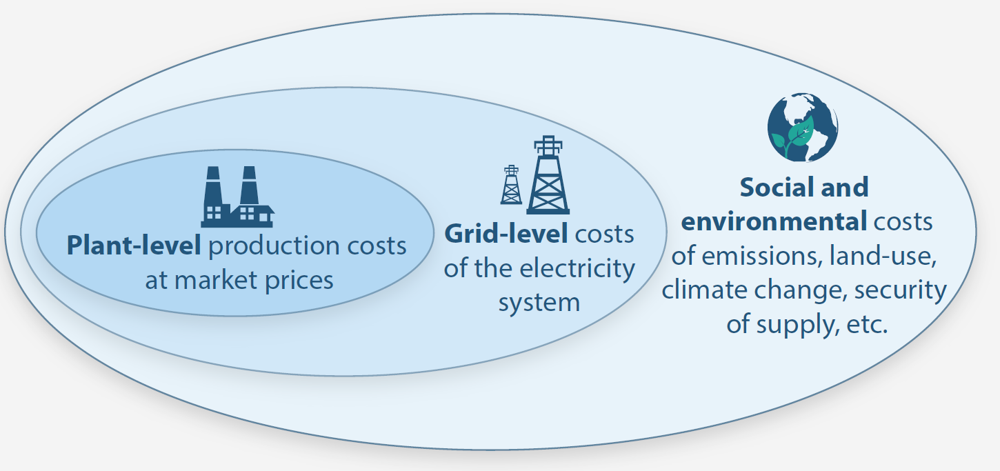 Plant-level production costs
at market prices
Grid-level costs
of the electricity
system
Social and
environmental costs
of emissions, land-use,
climate change, security
of supply, etc.